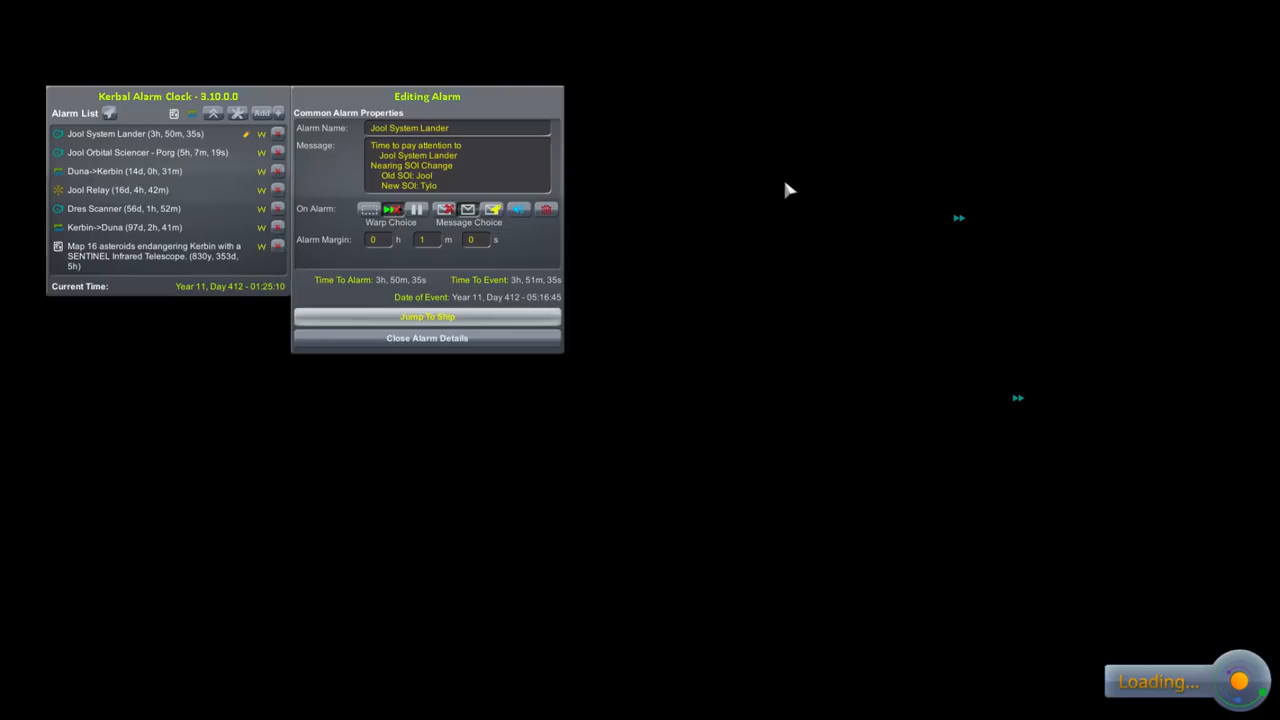 Kerbal Alarm Clock - 3.10.0.0
Alarm List
Add +
Jool System Lander (3h, 50m, 35s) W
Jool Orbital Sciencer - Porg (5h, 7m, 19s) W
Duna->Kerbin (14d, 0h, 31m) W
Jool Relay (16d, 4h, 42m) W
Dres Scanner (56d, 1h, 52m) W
Kerbin->Duna (97d, 2h, 41m) W
Map 16 asteroids endangering Kerbin with a W
SENTINEL Infrared Telescope. (830y, 353d,
5h)
Current Time: Year 11, Day 412 - 01:25:10
Editing Alarm
Common Alarm Properties
Alarm Name: Jool System Lander
Message: Time to pay attention to
Jool System Lander
Nearing SOI Change
Old SOI: Jool
New SOI: Tylo
On Alarm:
Warp Choice Message Choice
Alarm Margin: 0 h 1 m 0 s
Time To Alarm: 3h, 50m, 35s Time To Event: 3h, 51m, 35s
Date of Event: Year 11, Day 412 - 05:16:45
Jump To Ship
Close Alarm Details
Loading...